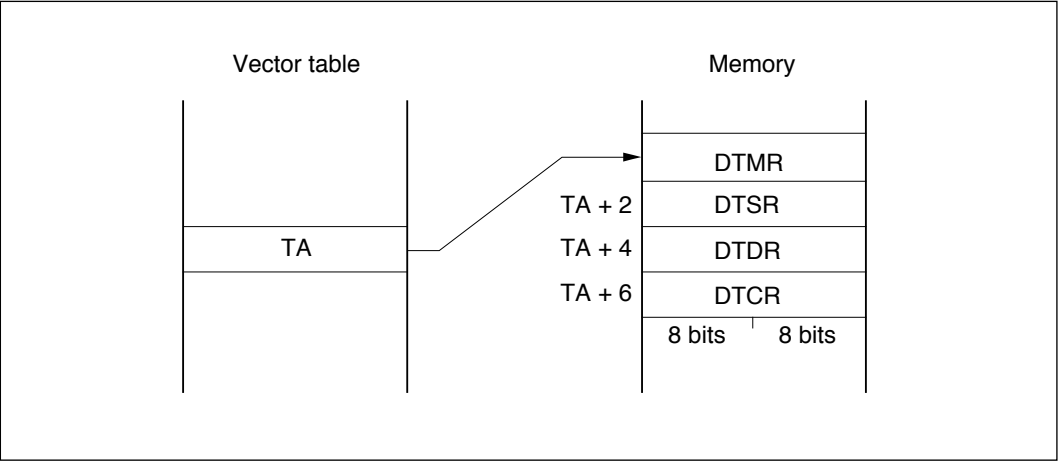 Vector table
Memory
DTMR
TA + 2
DTSR
TA
TA + 4
DTDR
TA + 6
DTCR
8 bits
8 bits